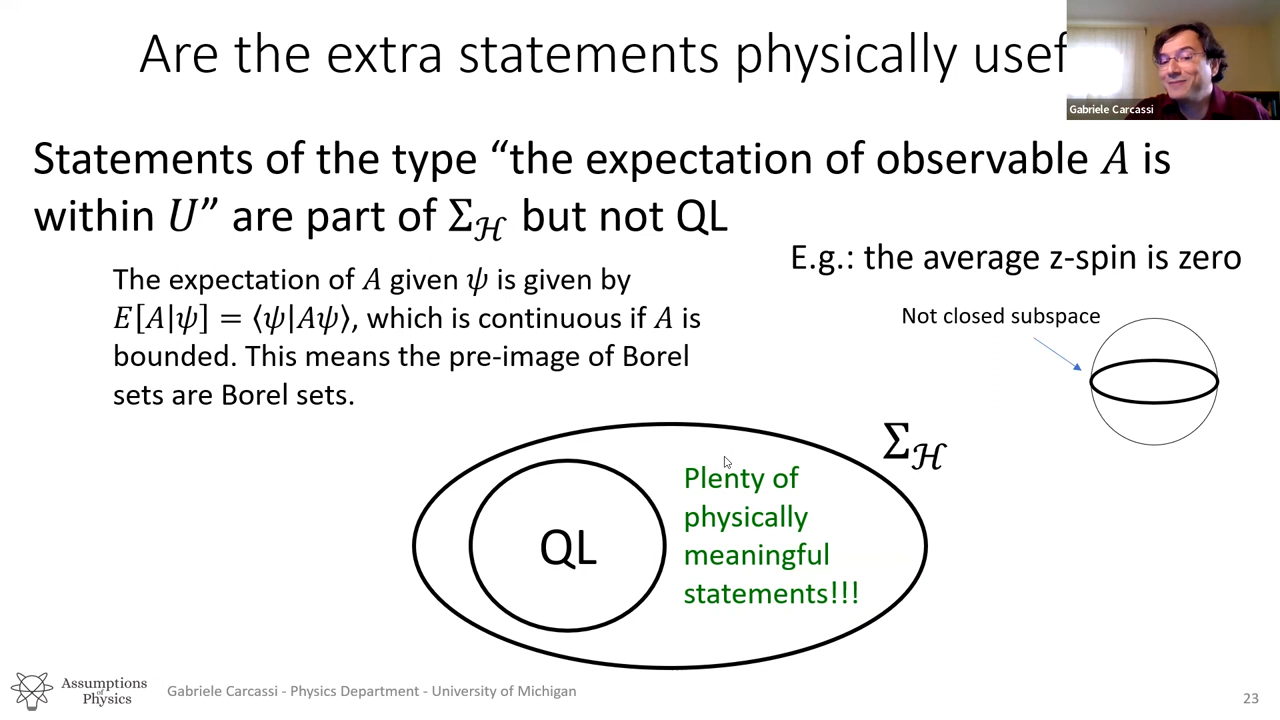 Are the extra statements physically usef
Gabriele Carcassi
Statements of the type “the expectation of observable A is
within U” are part of Σ_ℋ but not QL
E.g.: the average z-spin is zero
The expectation of A given ψ is given by
E[A|ψ] = ⟨ψ|Aψ⟩, which is continuous if A is
bounded. This means the pre-image of Borel
sets are Borel sets.
Not closed subspace
Σ_ℋ
QL
Plenty of
physically
meaningful
statements!!!
Assumptions
of
Physics
Gabriele Carcassi - Physics Department - University of Michigan
23